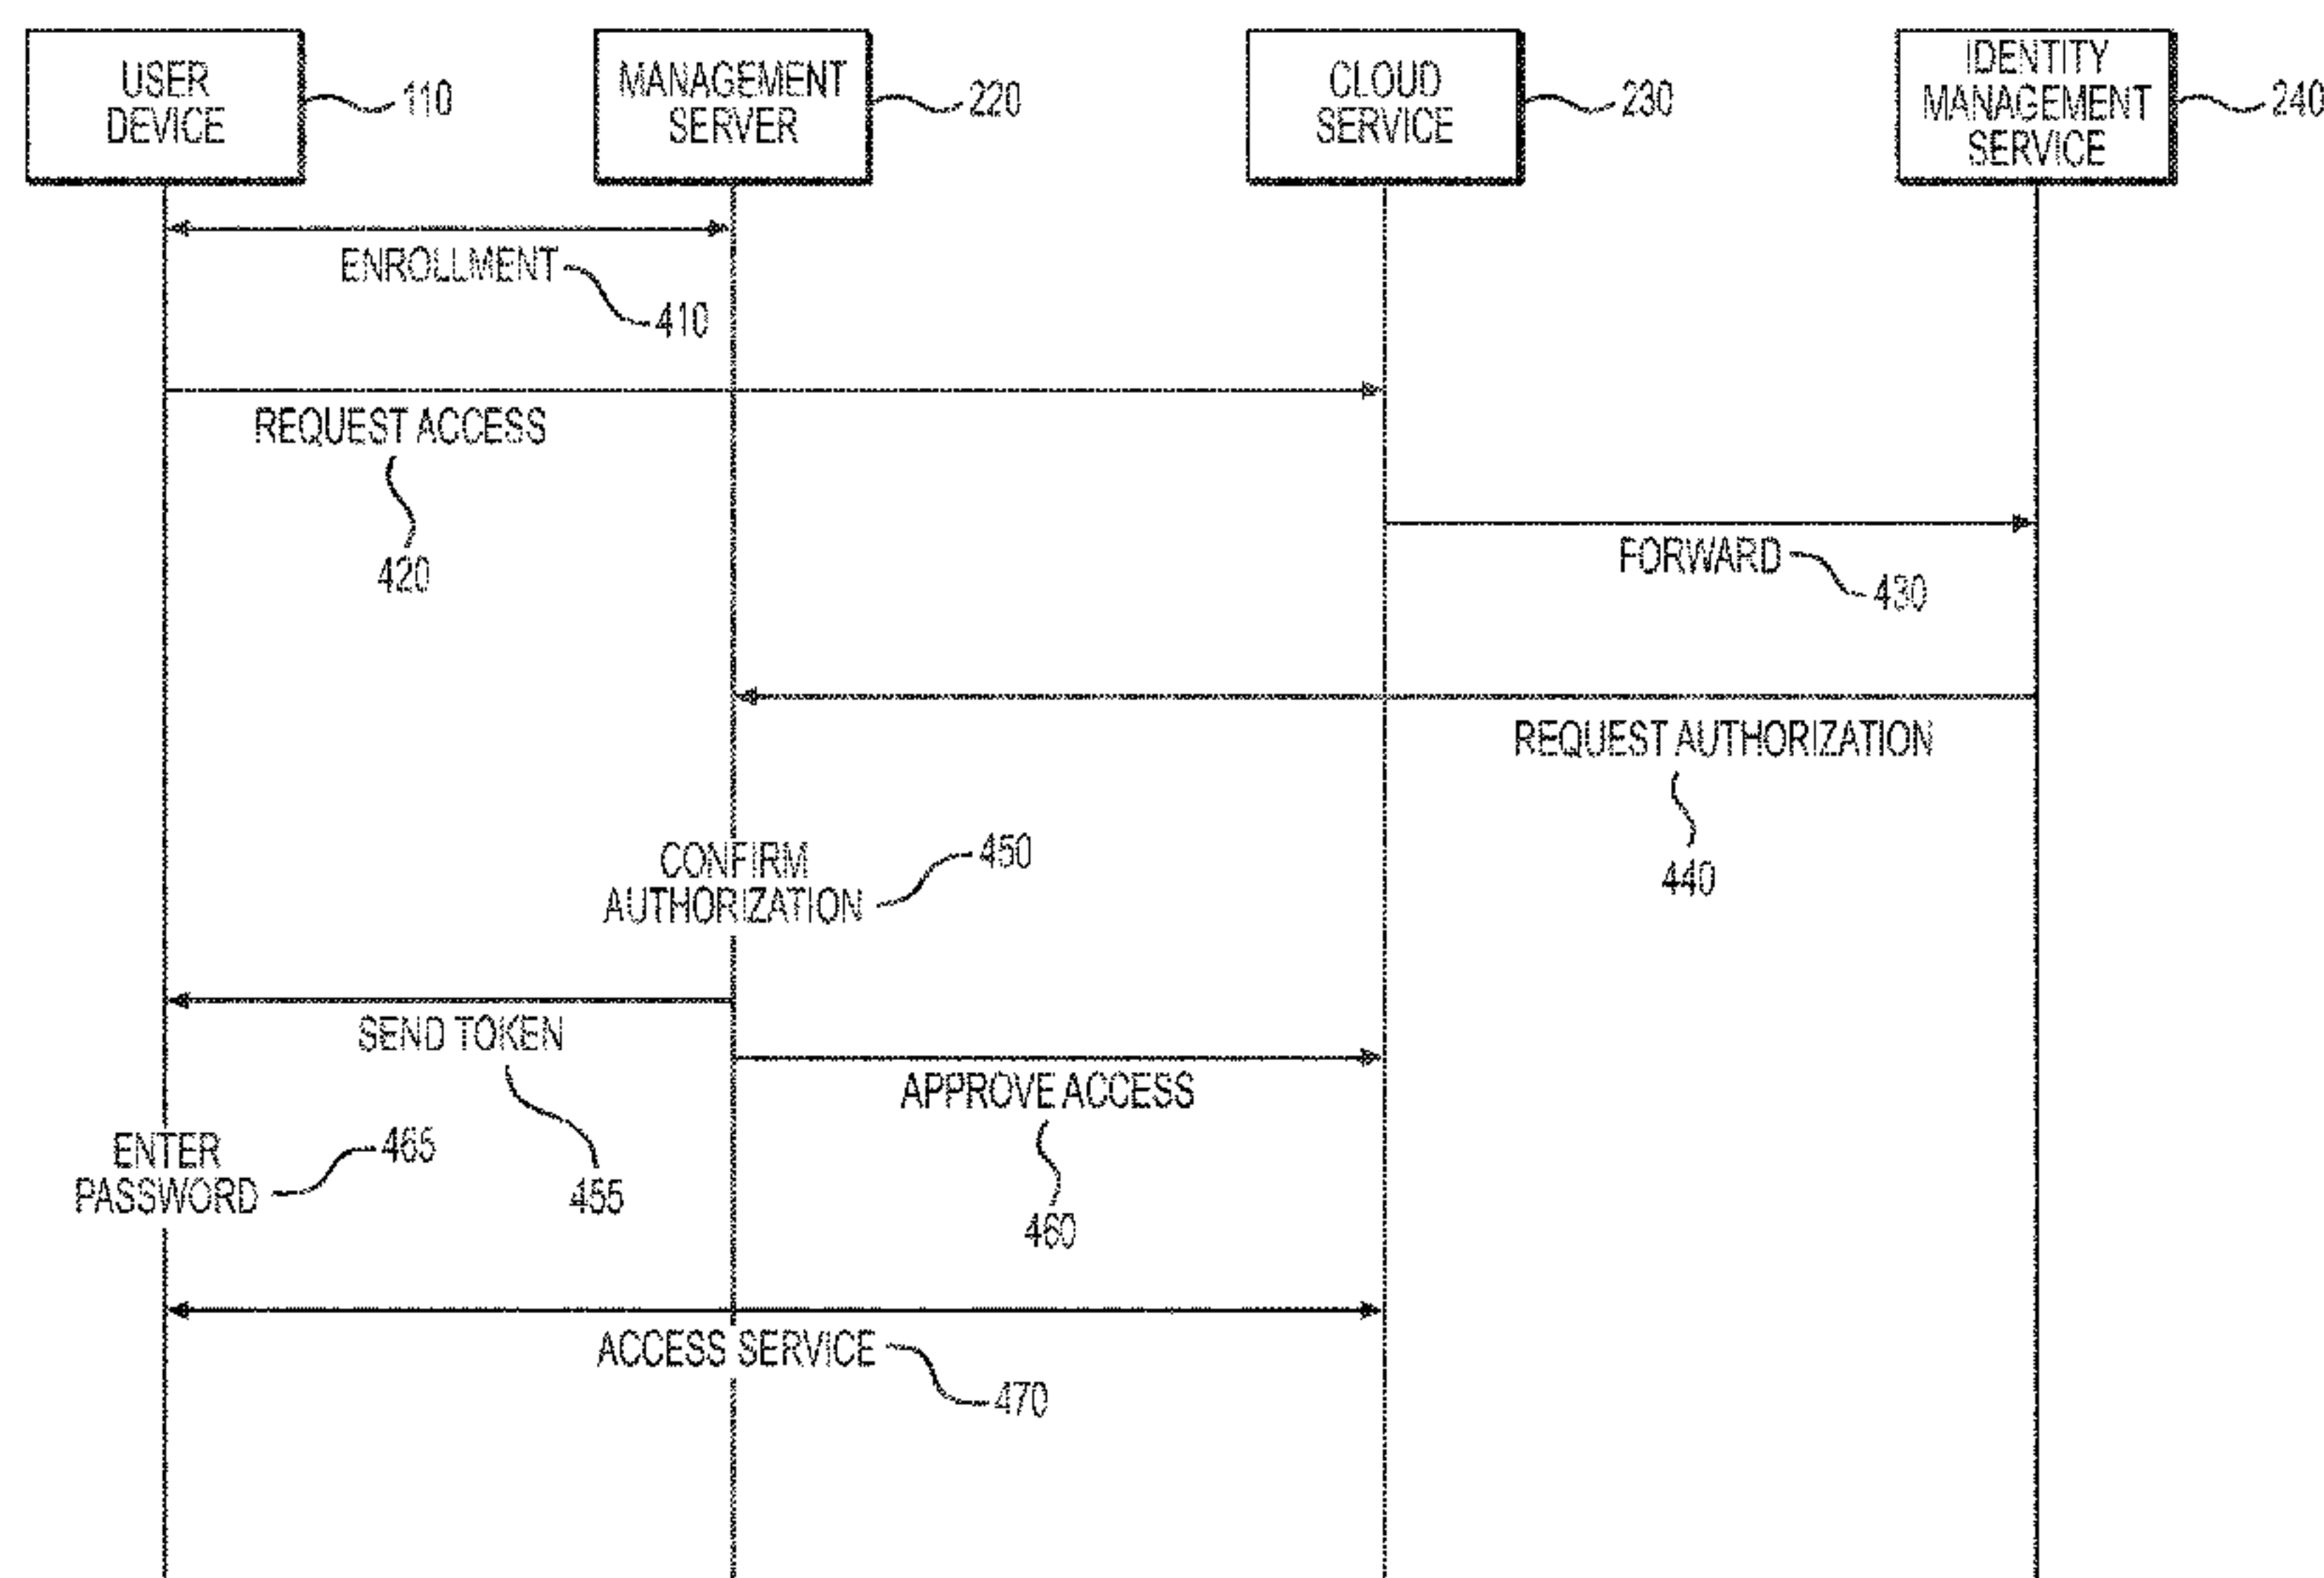 USER
DEVICE
110
MANAGEMENT
SERVER
220
CLOUD
SERVICE
230
IDENTITY
MANAGEMENT
SERVICE
240
ENROLLMENT
410
REQUEST ACCESS
420
FORWARD
430
REQUEST AUTHORIZATION
440
CONFIRM
AUTHORIZATION
450
SEND TOKEN
455
APPROVE ACCESS
460
ENTER
PASSWORD
465
ACCESS SERVICE
470